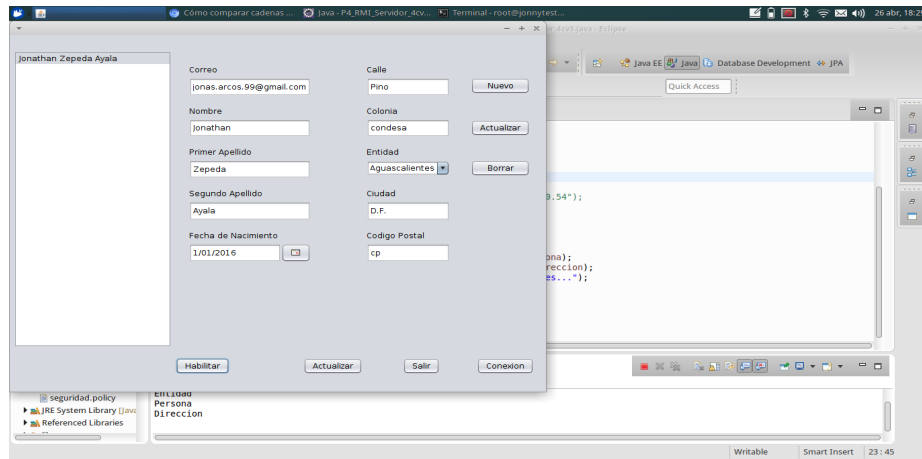 Cómo comparar cadenas ...
Java - P4_RMI_Servidor_4cv...
Terminal - root@jonnytest...
26 abr, 18:29
Jonathan Zepeda Ayala
Correo
Calle
jonas.arcos.99@gmail.com
Pino
Nuevo
Nombre
Colonia
Jonathan
condesa
Actualizar
Primer Apellido
Entidad
Zepeda
Aguascalientes
Borrar
Segundo Apellido
Ciudad
Ayala
D.F.
Fecha de Nacimiento
Codigo Postal
1/01/2016
cp
Habilitar
Actualizar
Salir
Conexion
4cv3.java - Eclipse
Java EE
Java
Database Development
JPA
Quick Access
0.54");
ona);
reccion);
es...");
seguridad.policy
JRE System Library [Java
Referenced Libraries
Entidad
Persona
Direccion
Writable
Smart Insert
23 : 45